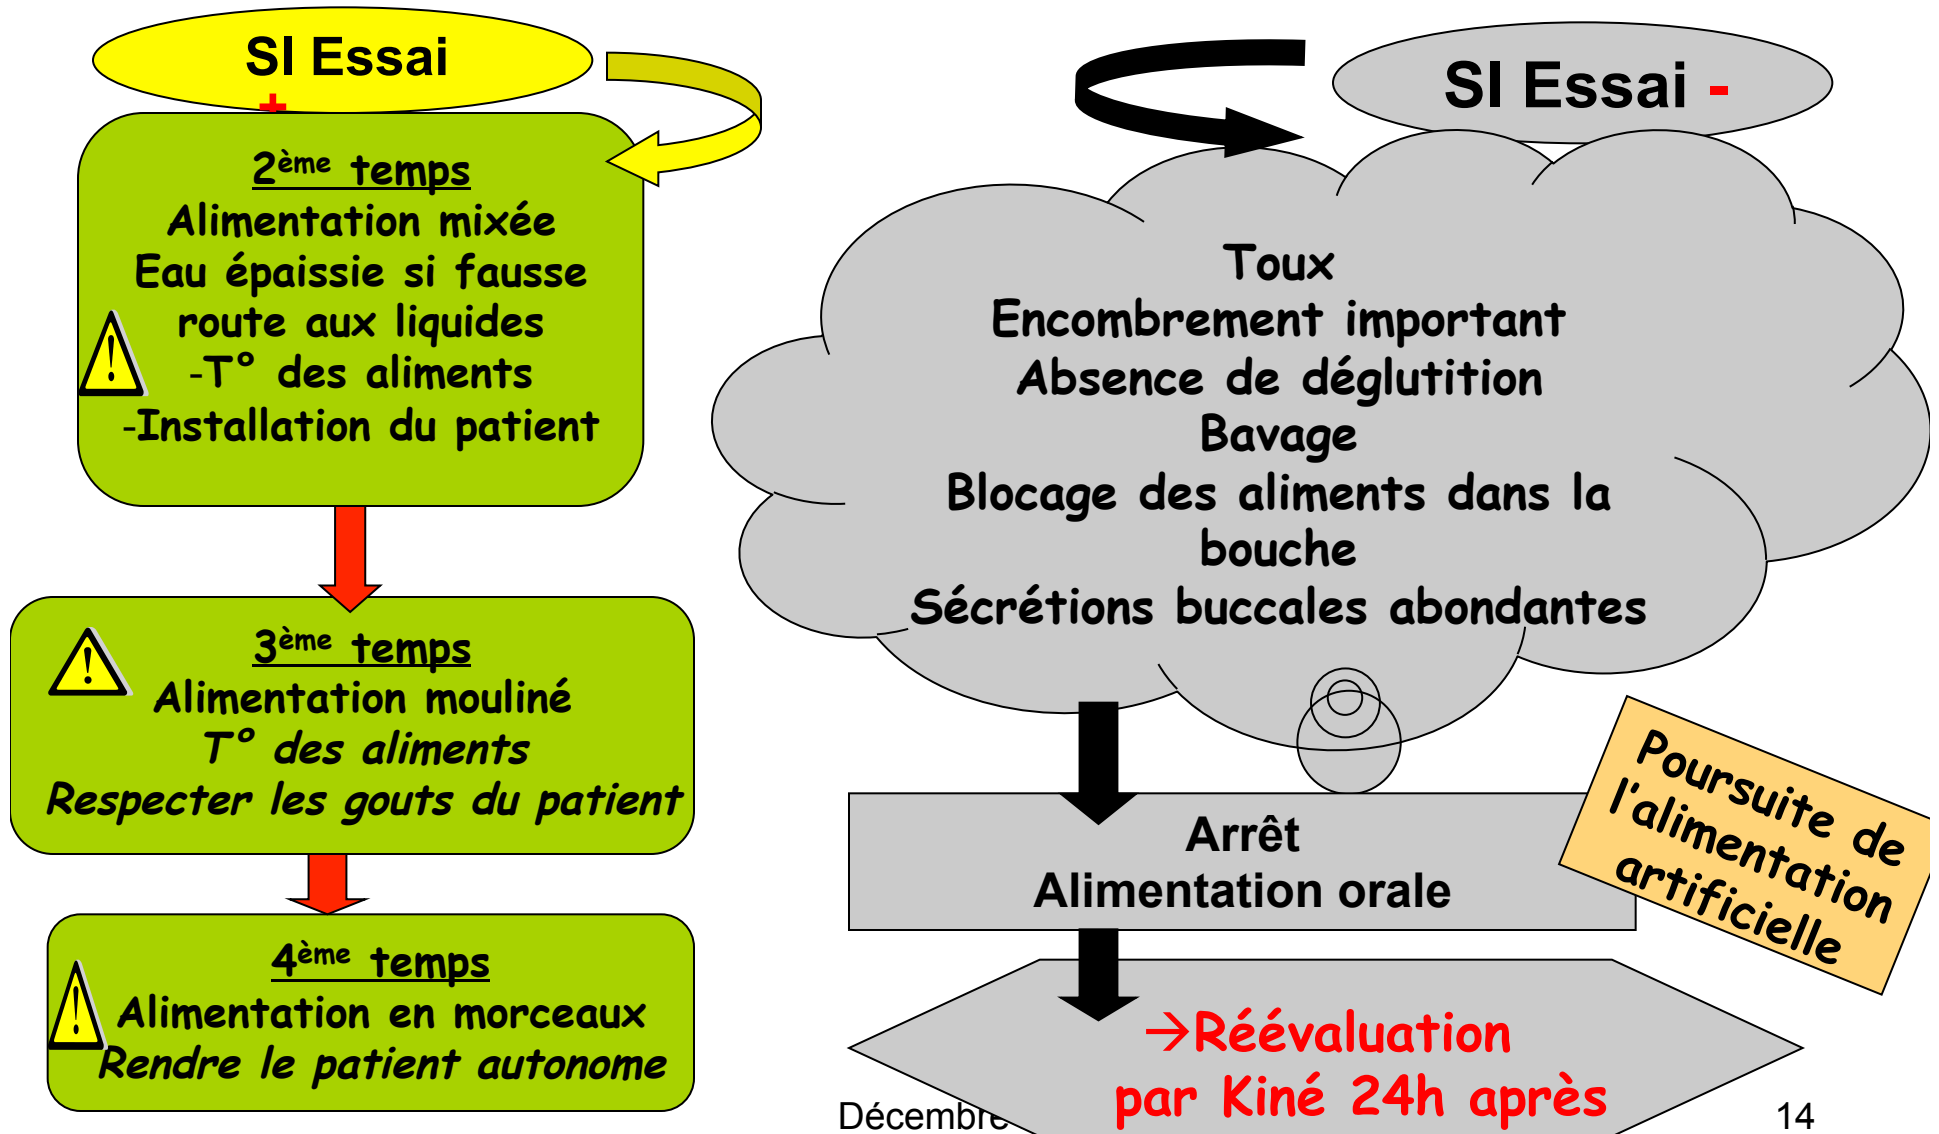 SI Essai
+
2ème temps
Alimentation mixée
Eau épaissie si fausse
route aux liquides
-T° des aliments
-Installation du patient
3ème temps
Alimentation mouliné
T° des aliments
Respecter les gouts du patient
4ème temps
Alimentation en morceaux
Rendre le patient autonome
SI Essai -
Toux
Encombrement important
Absence de déglutition
Bavage
Blocage des aliments dans la
bouche
Sécrétions buccales abondantes
Arrêt
Alimentation orale
Poursuite de
l'alimentation
artificielle
→Réévaluation
par Kiné 24h après
Décembre
14